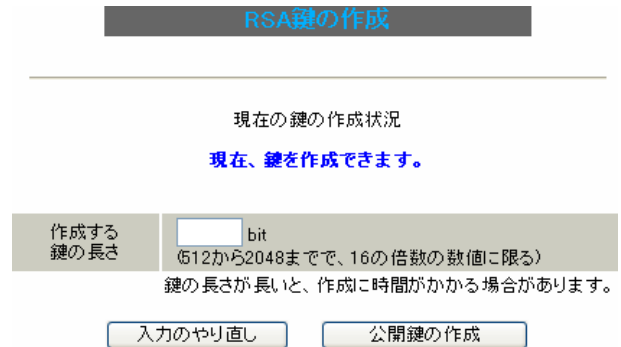 RSA鍵の作成
現在の鍵の作成状況
現在、鍵を作成できます。
作成する
鍵の長さ
bit
(512から2048までで、16の倍数の数値に限る)
鍵の長さが長いと、作成に時間がかかる場合があります。
入力のやり直し
公開鍵の作成